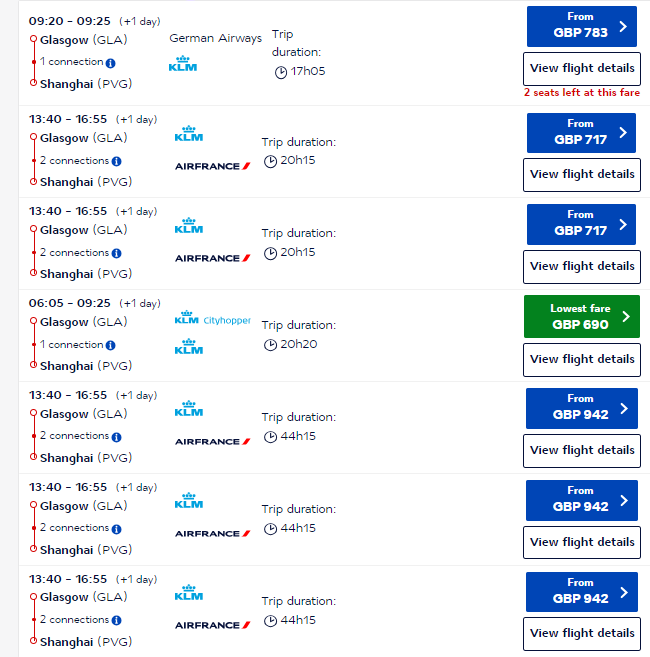 09:20 - 09:25 (+1 day)
Glasgow (GLA)
1 connection
Shanghai (PVG)
German Airways
KLM
Trip
duration:
17h05
From
GBP 783
View flight details
2 seats left at this fare
13:40 - 16:55 (+1 day)
Glasgow (GLA)
2 connections
Shanghai (PVG)
KLM
AIRFRANCE
Trip duration:
20h15
From
GBP 717
View flight details
13:40 - 16:55 (+1 day)
Glasgow (GLA)
2 connections
Shanghai (PVG)
KLM
AIRFRANCE
Trip duration:
20h15
From
GBP 717
View flight details
06:05 - 09:25 (+1 day)
Glasgow (GLA)
1 connection
Shanghai (PVG)
KLM Cityhopper
KLM
Trip duration:
20h20
Lowest fare
GBP 690
View flight details
13:40 - 16:55 (+1 day)
Glasgow (GLA)
2 connections
Shanghai (PVG)
KLM
AIRFRANCE
Trip duration:
44h15
From
GBP 942
View flight details
13:40 - 16:55 (+1 day)
Glasgow (GLA)
2 connections
Shanghai (PVG)
KLM
AIRFRANCE
Trip duration:
44h15
From
GBP 942
View flight details
13:40 - 16:55 (+1 day)
Glasgow (GLA)
2 connections
Shanghai (PVG)
KLM
AIRFRANCE
Trip duration:
44h15
From
GBP 942
View flight details